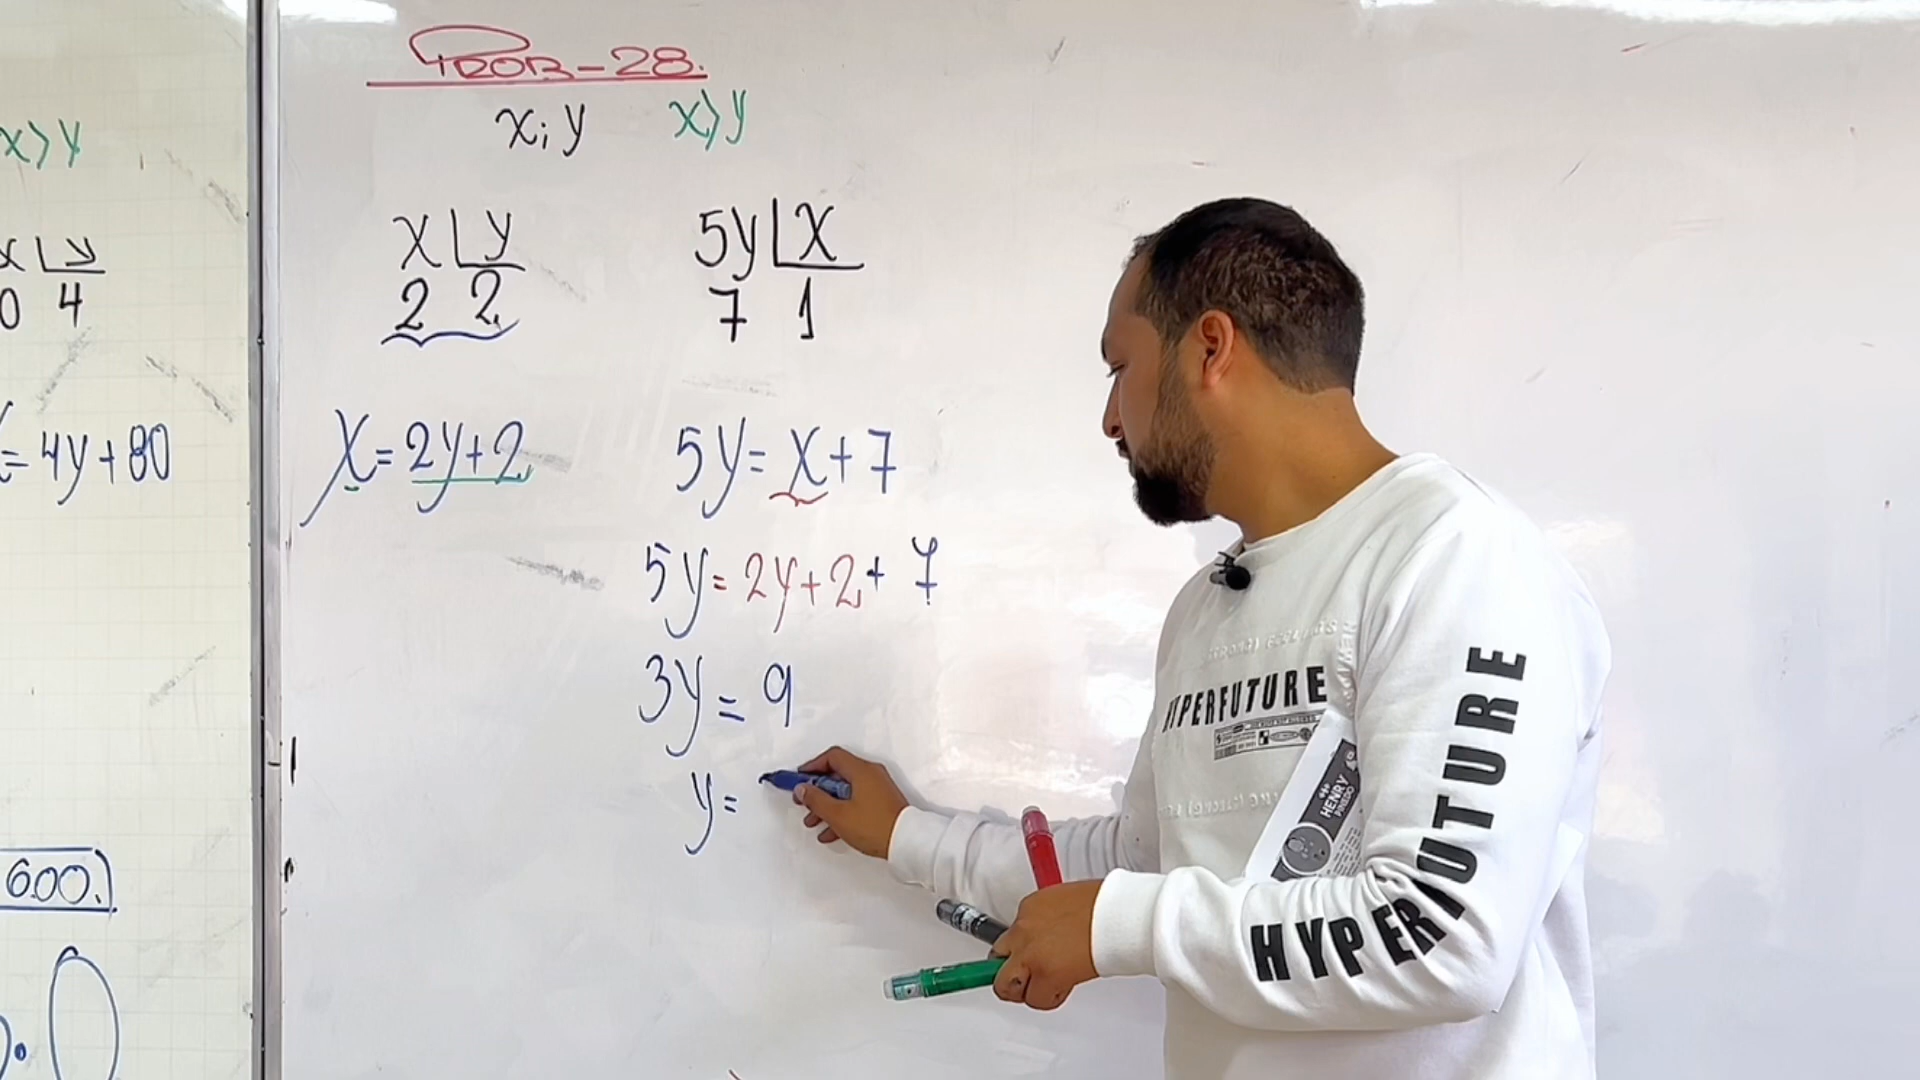 PROB-28.
x; y x>y
x>y
x y
2 2
5y x
7 1
x y
0 4
x = 2y+2
5y = x + 7
= 4y + 80
5y = 2y + 2 + 7
3y = 9
y =
600.
HYPERFUTURE
HYPERFUTURE
HENRY
PINEDO